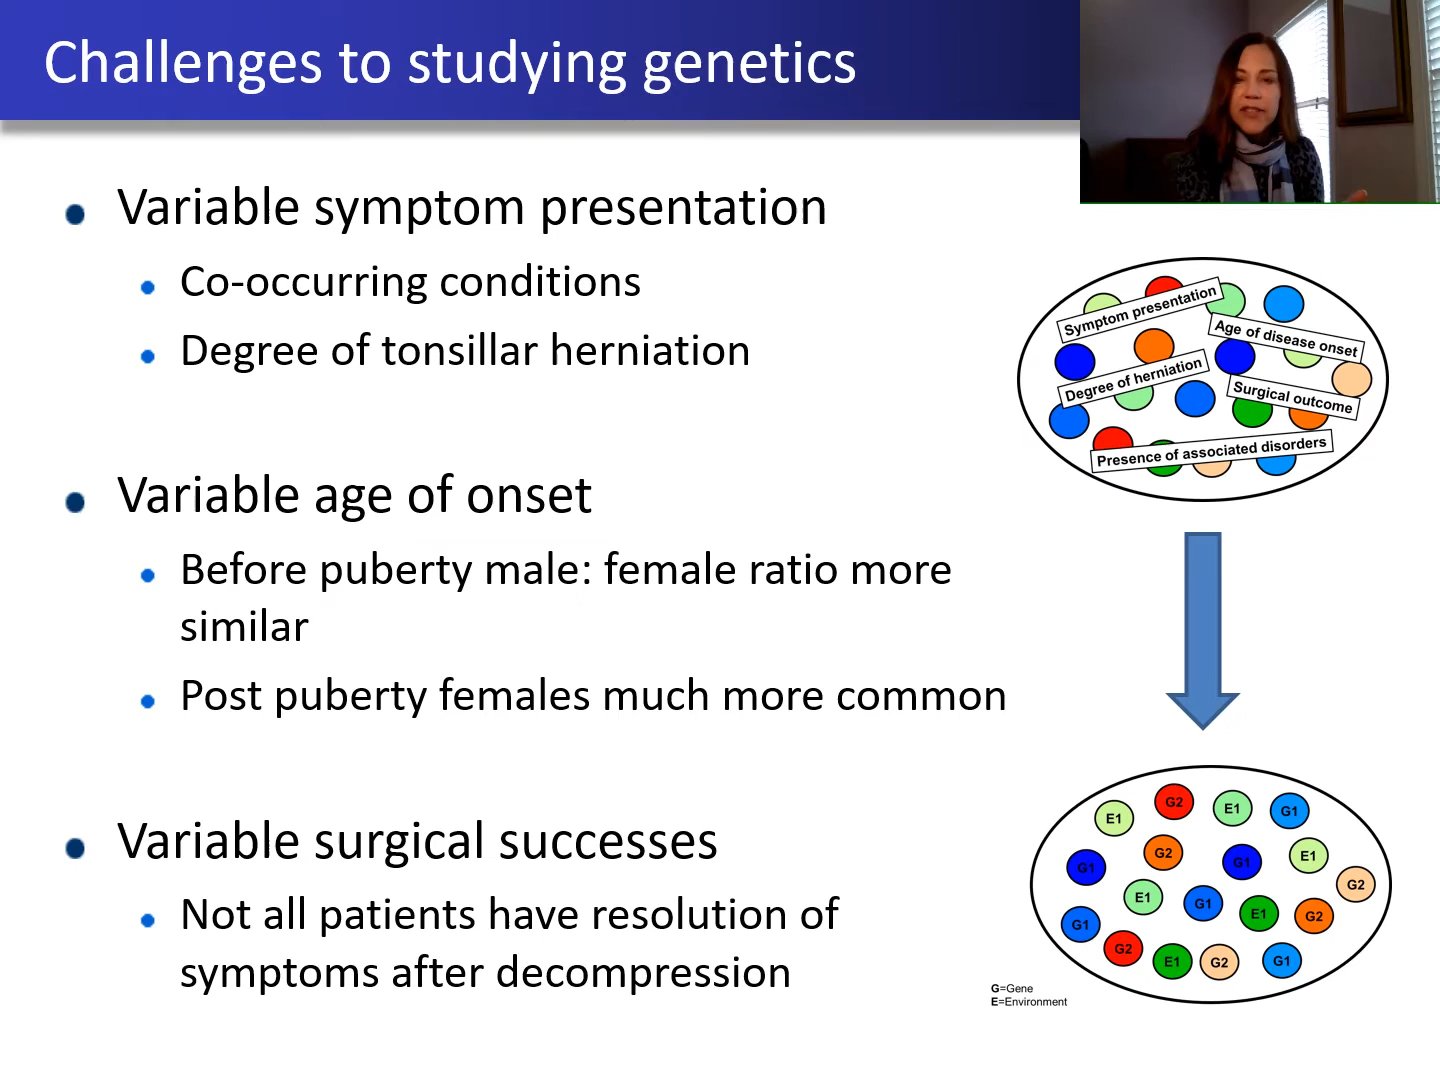 Challenges to studying genetics
Variable symptom presentation
Co-occurring conditions
Degree of tonsillar herniation
Variable age of onset
Before puberty male: female ratio more
similar
Post puberty females much more common
Variable surgical successes
Not all patients have resolution of
symptoms after decompression
Symptom presentation
Age of disease onset
Degree of herniation
Surgical outcome
Presence of associated disorders
E1
G2
E1
G1
G1
G2
G1
E1
G2
E1
G1
E1
G2
G1
G2
E1
G2
G1
G=Gene
E=Environment